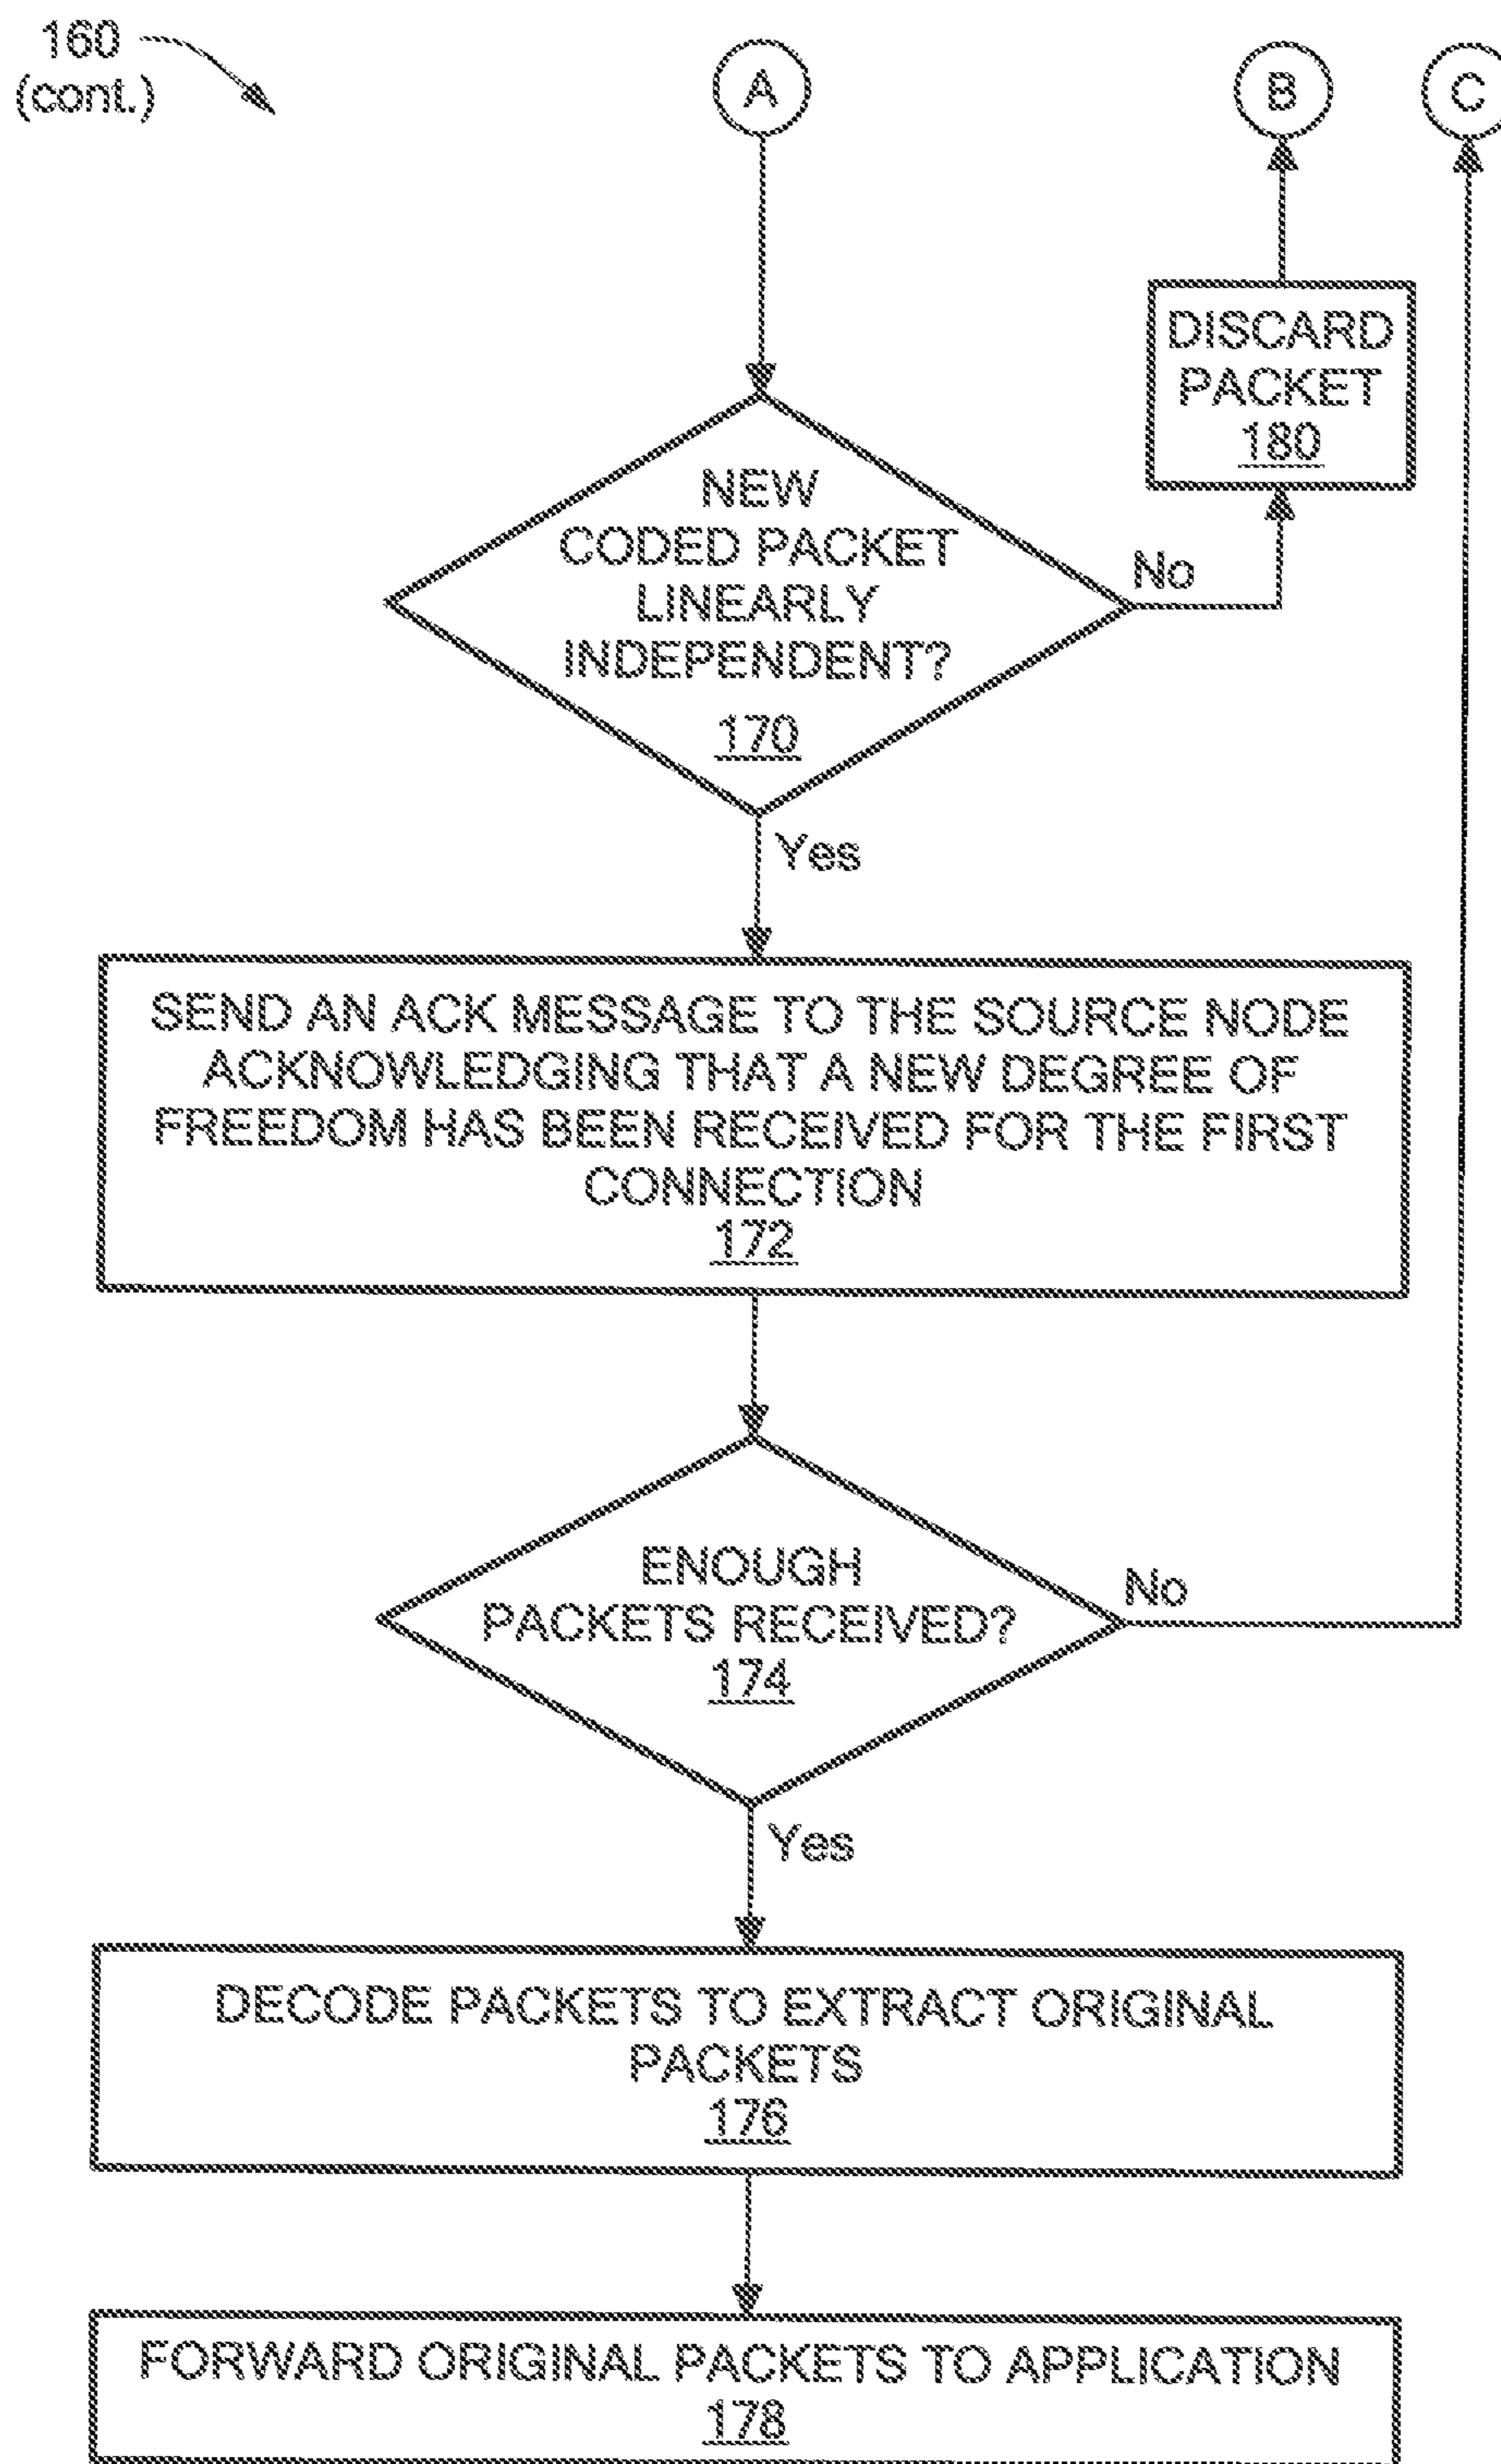 160
(cont.)
A
B
C
DISCARD
PACKET
180
NEW
CODED PACKET
LINEARLY
INDEPENDENT?
170
No
Yes
SEND AN ACK MESSAGE TO THE SOURCE NODE
ACKNOWLEDGING THAT A NEW DEGREE OF
FREEDOM HAS BEEN RECEIVED FOR THE FIRST
CONNECTION
172
ENOUGH
PACKETS RECEIVED?
174
No
Yes
DECODE PACKETS TO EXTRACT ORIGINAL
PACKETS
176
FORWARD ORIGINAL PACKETS TO APPLICATION
178